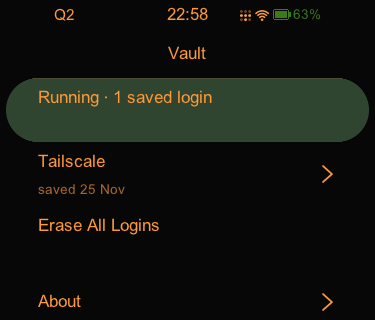 Q2 22:58 63%
Vault
Running · 1 saved login
Tailscale
saved 25 Nov
Erase All Logins
About